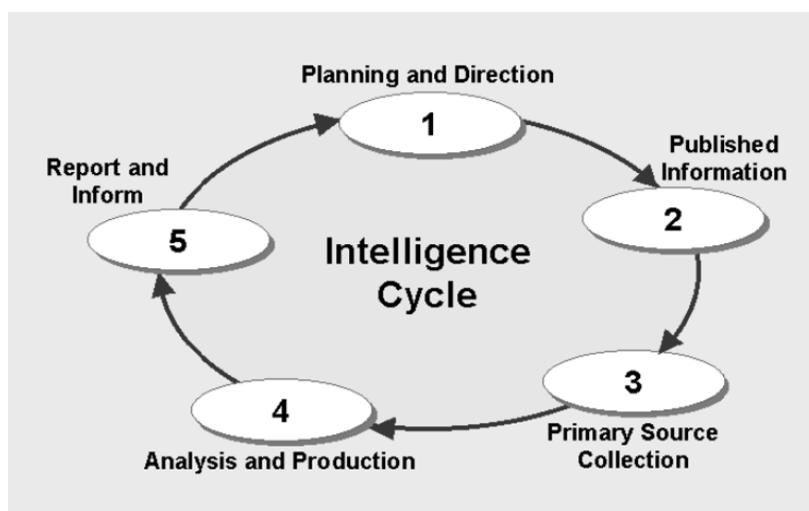 Planning and Direction
1
Published
Information
2
3
Primary Source
Collection
4
Analysis and Production
Report and
Inform
5
Intelligence
Cycle